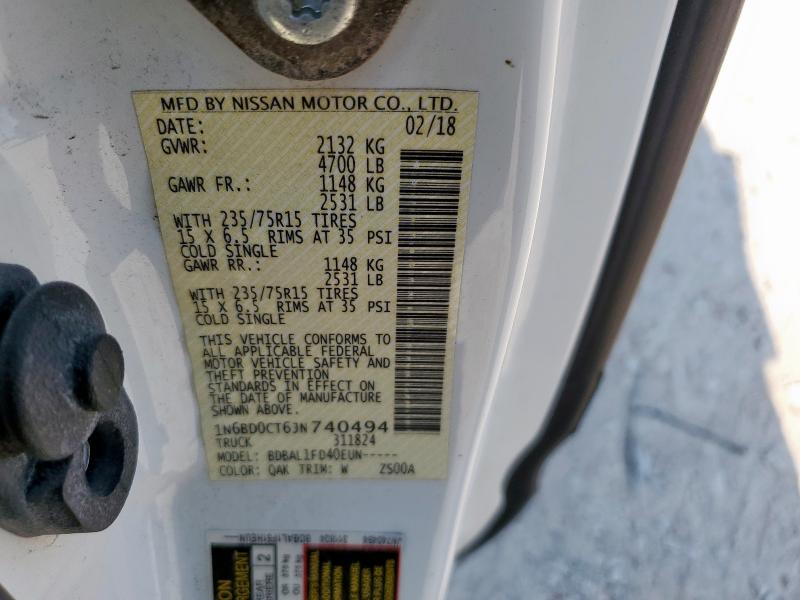 MFD BY NISSAN MOTOR CO., LTD.
DATE: 02/18
GVWR: 2132 KG
4700 LB
GAWR FR.: 1148 KG
2531 LB
WITH 235/75R15 TIRES
15 X 6.5 RIMS AT 35 PSI
COLD SINGLE
GAWR RR.: 1148 KG
2531 LB
WITH 235/75R15 TIRES
15 X 6.5 RIMS AT 35 PSI
COLD SINGLE
THIS VEHICLE CONFORMS TO
ALL APPLICABLE FEDERAL
MOTOR VEHICLE SAFETY AND
THEFT PREVENTION
STANDARDS IN EFFECT ON
THE DATE OF MANUFACTURE
SHOWN ABOVE.
1N6BD0CT6JN740494
TRUCK 311824
MODEL: BDBAL1FD40EUN-----
COLOR: QAK TRIM: W ZS00A
2